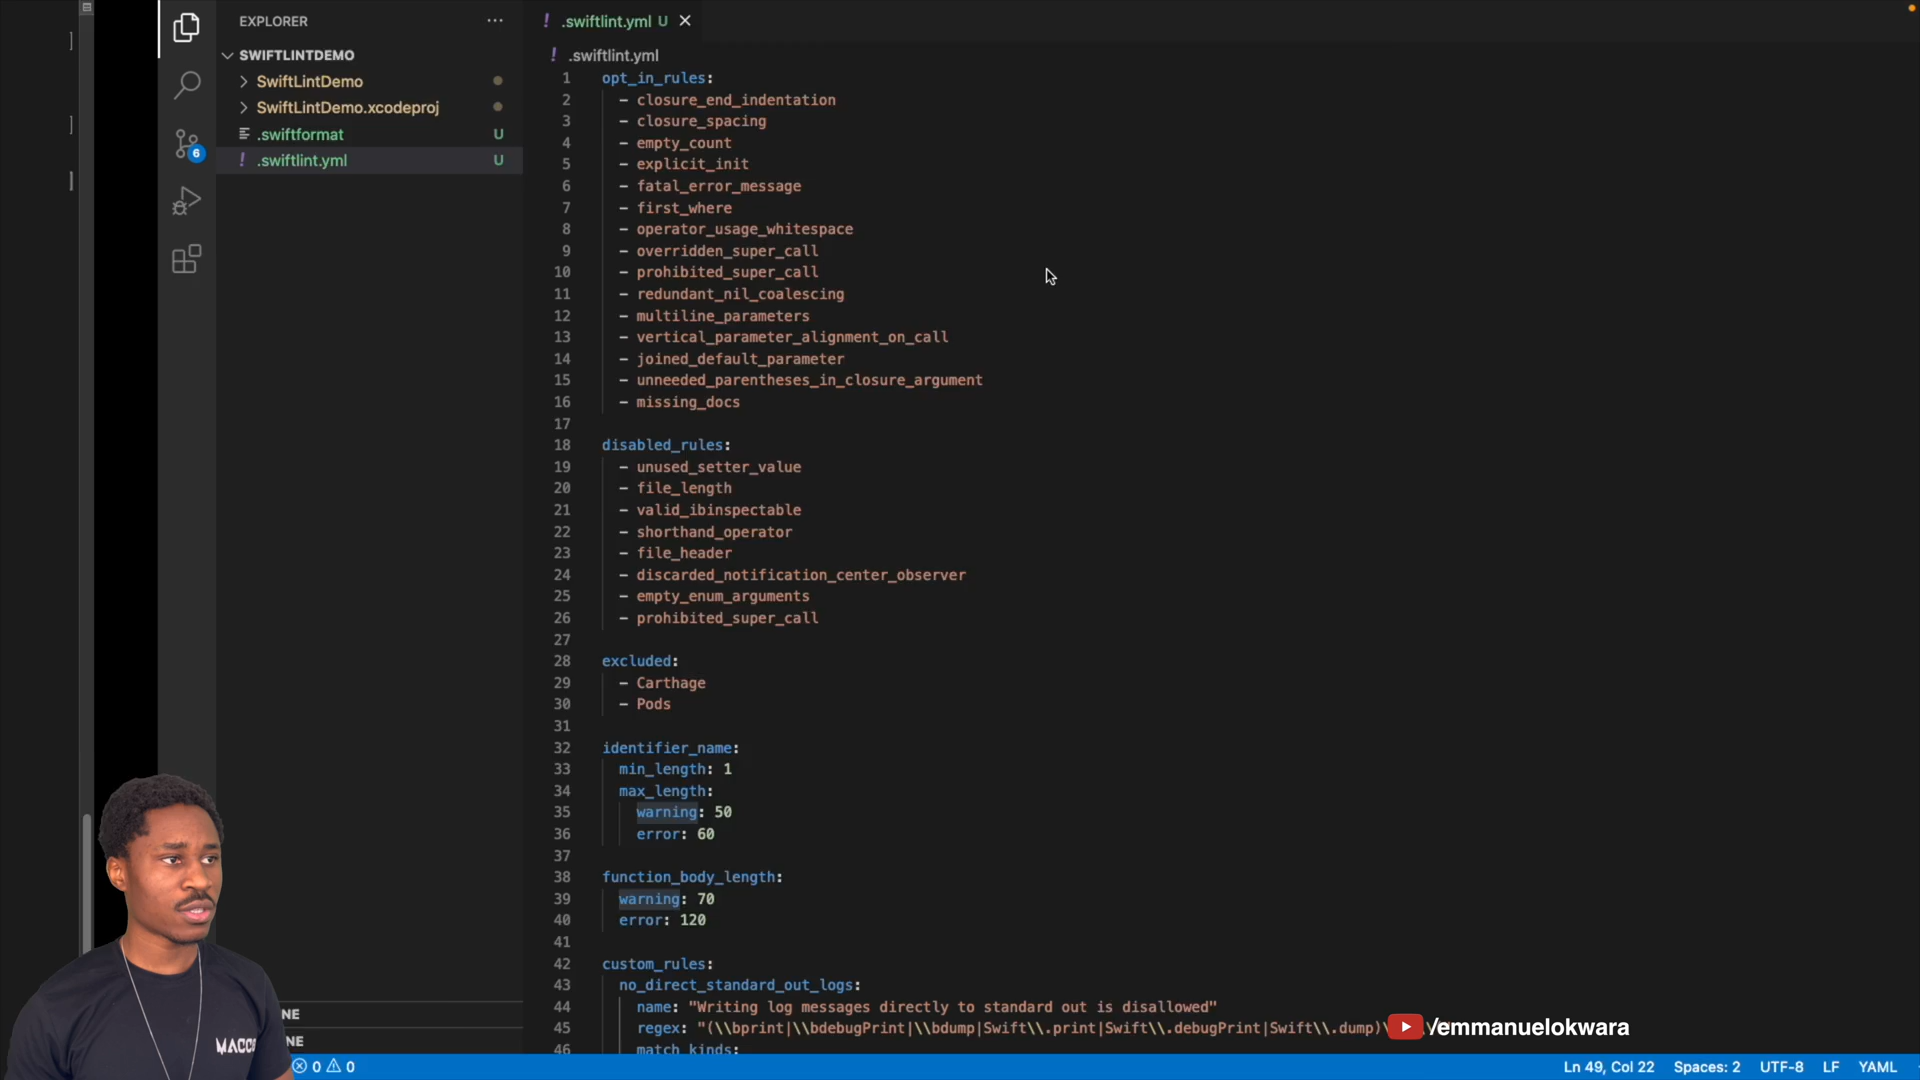 EXPLORER
SWIFTLINTDEMO
SwiftLintDemo
SwiftLintDemo.xcodeproj
.swiftformat U
! .swiftlint.yml U
6
! .swiftlint.yml U
! .swiftlint.yml
1 opt_in_rules:
2 - closure_end_indentation
3 - closure_spacing
4 - empty_count
5 - explicit_init
6 - fatal_error_message
7 - first_where
8 - operator_usage_whitespace
9 - overridden_super_call
10 - prohibited_super_call
11 - redundant_nil_coalescing
12 - multiline_parameters
13 - vertical_parameter_alignment_on_call
14 - joined_default_parameter
15 - unneeded_parentheses_in_closure_argument
16 - missing_docs
17
18 disabled_rules:
19 - unused_setter_value
20 - file_length
21 - valid_ibinspectable
22 - shorthand_operator
23 - file_header
24 - discarded_notification_center_observer
25 - empty_enum_arguments
26 - prohibited_super_call
27
28 excluded:
29 - Carthage
30 - Pods
31
32 identifier_name:
33 min_length: 1
34 max_length:
35 warning: 50
36 error: 60
37
38 function_body_length:
39 warning: 70
40 error: 120
41
42 custom_rules:
43 no_direct_standard_out_logs:
44 name: "Writing log messages directly to standard out is disallowed"
45 regex: "(\\bprint|\\bdebugPrint|\\bdump|Swift\\.print|Swift\\.debugPrint|Swift\\.dump)
46 match_kinds:
/emmanuelokwara
NE
NE
0 0
Ln 49, Col 22 Spaces: 2 UTF-8 LF YAML